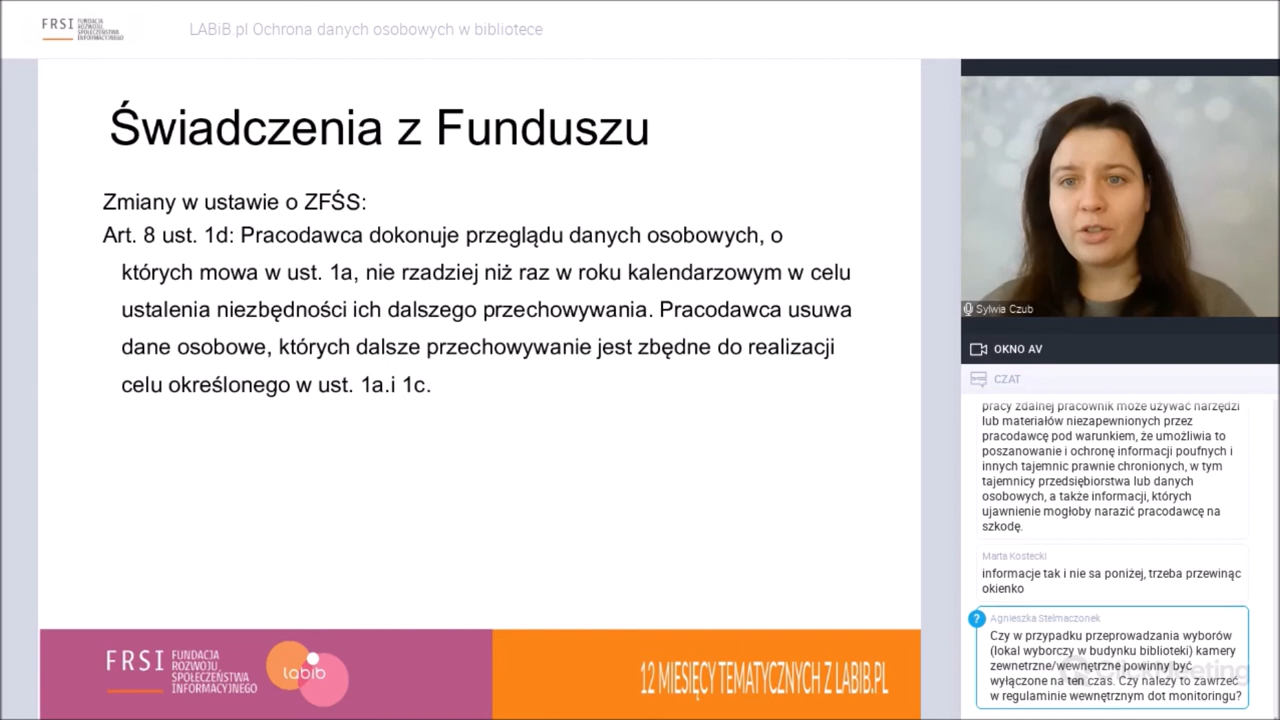 FRSI FUNDACJA ROZWOJU SPOŁECZEŃSTWA INFORMACYJNEGO
LABiB.pl Ochrona danych osobowych w bibliotece
Świadczenia z Funduszu
Zmiany w ustawie o ZFŚS:
Art. 8 ust. 1d: Pracodawca dokonuje przeglądu danych osobowych, o
których mowa w ust. 1a, nie rzadziej niż raz w roku kalendarzowym w celu
ustalenia niezbędności ich dalszego przechowywania. Pracodawca usuwa
dane osobowe, których dalsze przechowywanie jest zbędne do realizacji
celu określonego w ust. 1a.i 1c.
FRSI
FUNDACJA
ROZWOJU
SPOŁECZEŃSTWA
INFORMACYJNEGO
labib
12 MIESIĘCY TEMATYCZNYCH Z LABIB.PL
Sylwia Czub
OKNO AV
CZAT
pracy zdalnej pracownik może używać narzędzi
lub materiałów niezapewnionych przez
pracodawcę pod warunkiem, że umożliwia to
poszanowanie i ochronę informacji poufnych i
innych tajemnic prawnie chronionych, w tym
tajemnicy przedsiębiorstwa lub danych
osobowych, a także informacji, których
ujawnienie mogłoby narazić pracodawcę na
szkodę.
Marta Kostecki
informacje tak i nie sa poniżej, trzeba przewinąc
okienko
?
Agnieszka Stelmaczonek
Czy w przypadku przeprowadzania wyborów
(lokal wyborczy w budynku biblioteki) kamery
zewnetrzne/wewnętrzne powinny być
wyłączone na ten czas. Czy należy to zawrzeć
w regulaminie wewnętrznym dot monitoringu?